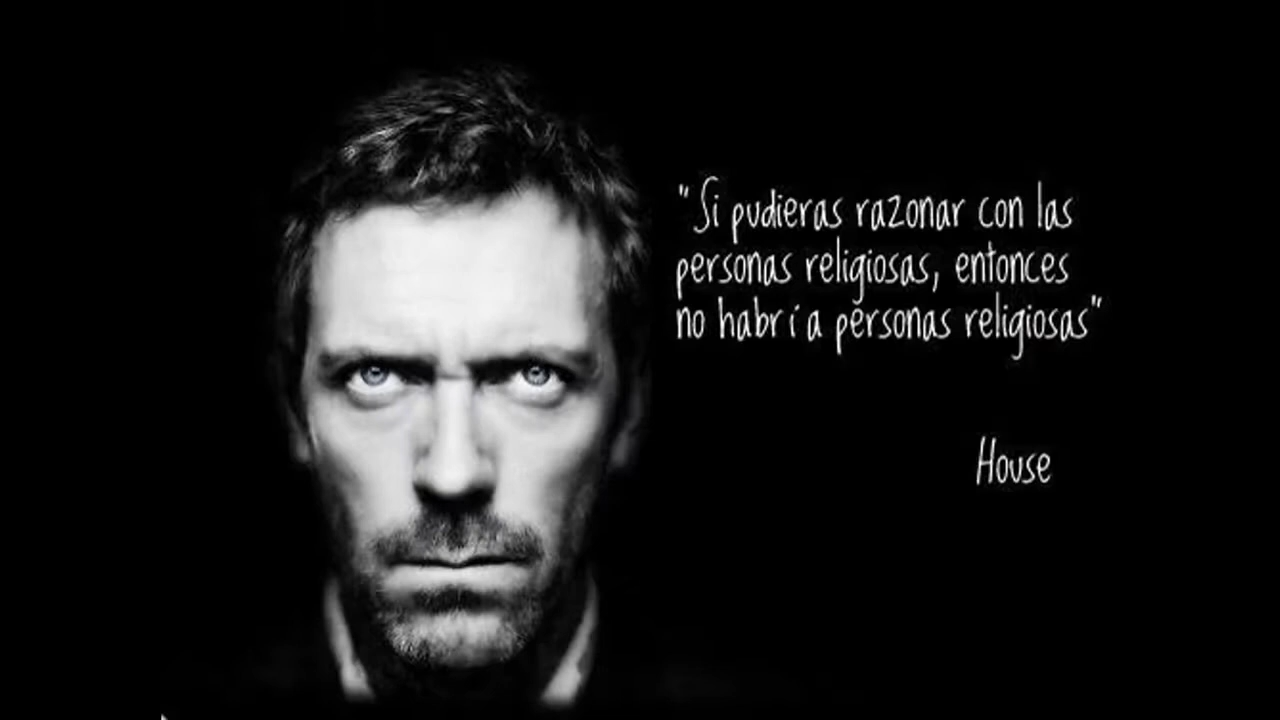 "Si pudieras razonar con las
personas religiosas, entonces
no habría personas religiosas"
House